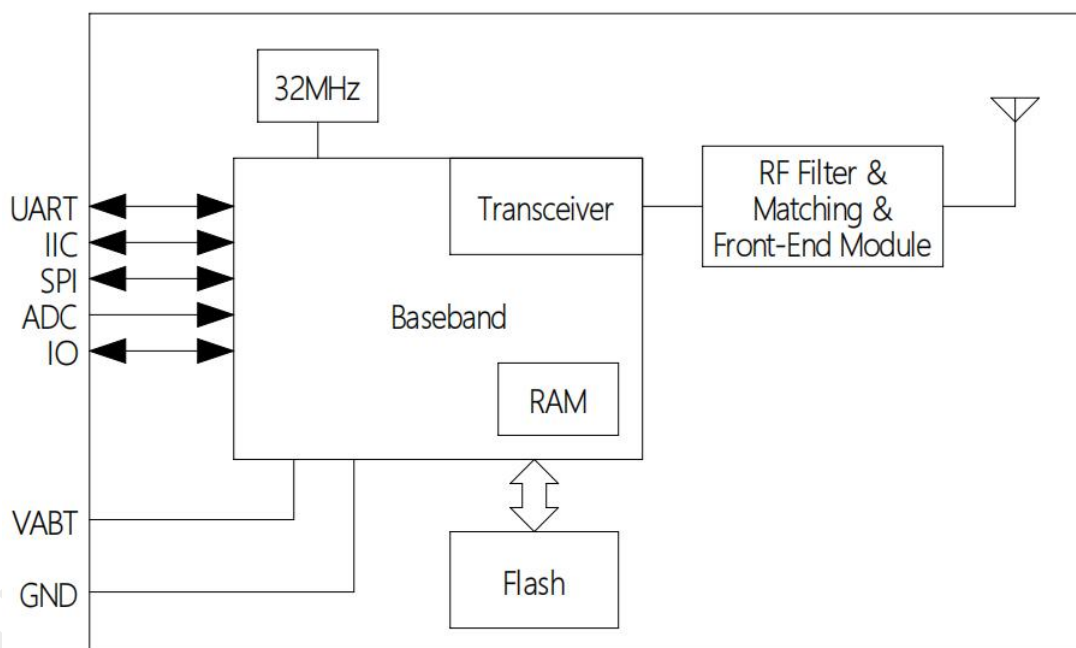 32MHz
Transceiver
RF Filter &
Matching &
Front-End Module
UART
IIC
SPI
ADC
IO
Baseband
RAM
VABT
GND
Flash